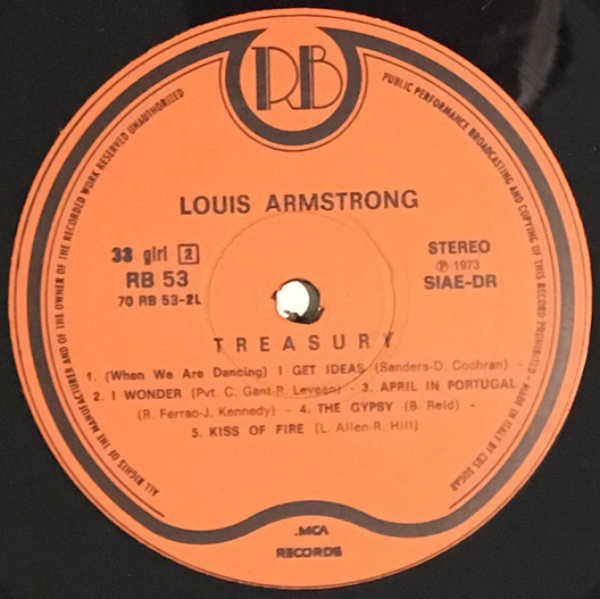 RB
ALL RIGHTS OF THE MANUFACTURER AND OF THE OWNER OF THE RECORDED WORK RESERVED UNAUTHORIZED
PUBLIC PERFORMANCE BROADCASTING AND COPYING OF THIS RECORD PROHIBITED - MADE IN ITALY BY CBS SUGAR
LOUIS ARMSTRONG
33 giri 2
RB 53
70 RB 53-2L
STEREO
℗ 1973
SIAE-DR
TREASURY
1. (When We Are Dancing) I GET IDEAS (Sanders-D. Cochran) -
2. I WONDER (Pvt. C. Gant-R. Leveen) - 3. APRIL IN PORTUGAL
(R. Ferrao-J. Kennedy) - 4. THE GYPSY (B. Reid) -
5. KISS OF FIRE (L. Allen-R. Hill)
.MCA
RECORDS